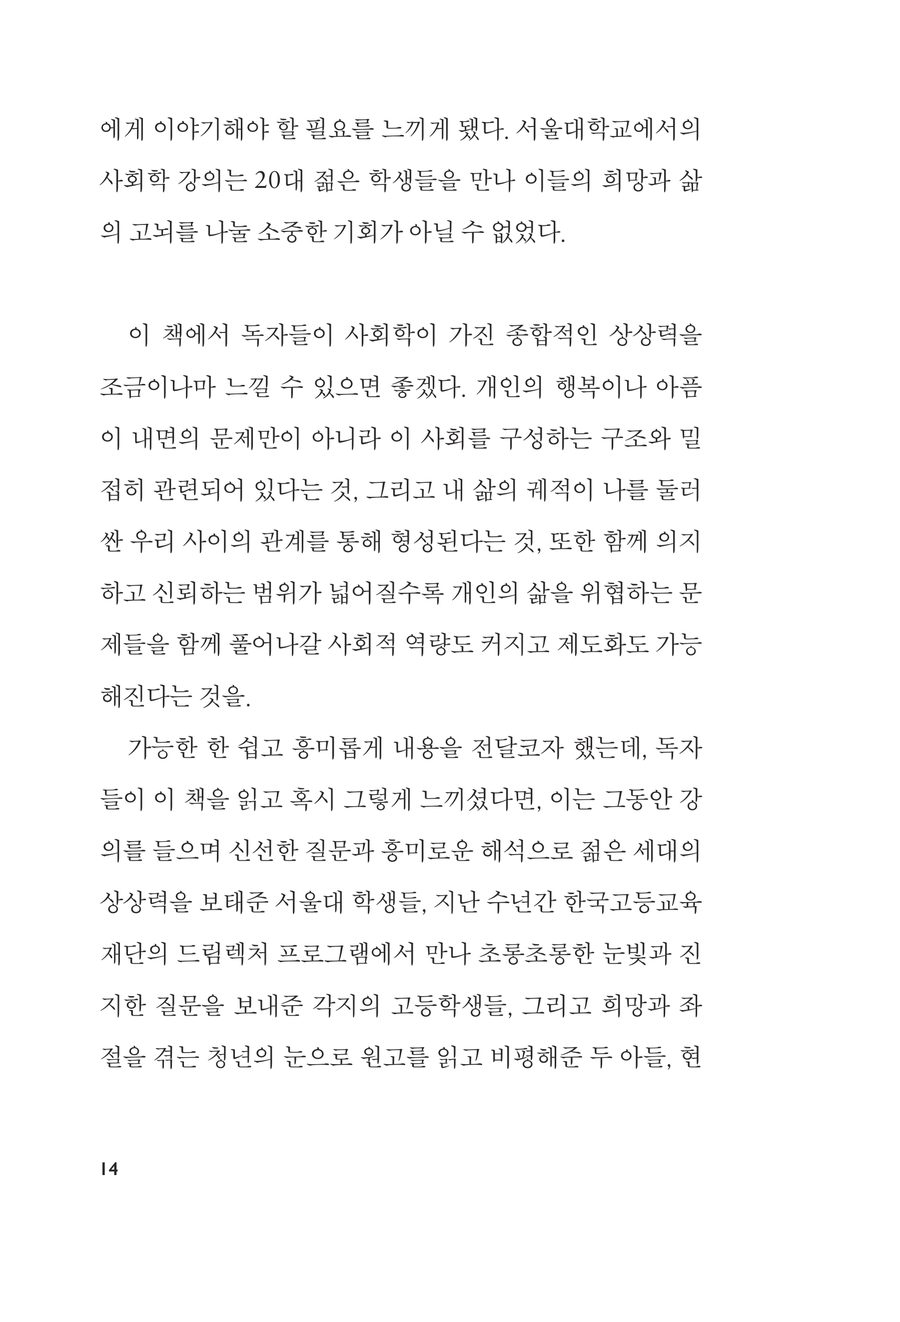 에게 이야기해야 할 필요를 느끼게 됐다. 서울대학교에서의
사회학 강의는 20대 젊은 학생들을 만나 이들의 희망과 삶
의 고뇌를 나눌 소중한 기회가 아닐 수 없었다.
이 책에서 독자들이 사회학이 가진 종합적인 상상력을
조금이나마 느낄 수 있으면 좋겠다. 개인의 행복이나 아픔
이 내면의 문제만이 아니라 이 사회를 구성하는 구조와 밀
접히 관련되어 있다는 것, 그리고 내 삶의 궤적이 나를 둘러
싼 우리 사이의 관계를 통해 형성된다는 것, 또한 함께 의지
하고 신뢰하는 범위가 넓어질수록 개인의 삶을 위협하는 문
제들을 함께 풀어나갈 사회적 역량도 커지고 제도화도 가능
해진다는 것을.
가능한 한 쉽고 흥미롭게 내용을 전달코자 했는데, 독자
들이 이 책을 읽고 혹시 그렇게 느끼셨다면, 이는 그동안 강
의를 들으며 신선한 질문과 흥미로운 해석으로 젊은 세대의
상상력을 보태준 서울대 학생들, 지난 수년간 한국고등교육
재단의 드림렉처 프로그램에서 만나 초롱초롱한 눈빛과 진
지한 질문을 보내준 각지의 고등학생들, 그리고 희망과 좌
절을 겪는 청년의 눈으로 원고를 읽고 비평해준 두 아들, 현
14